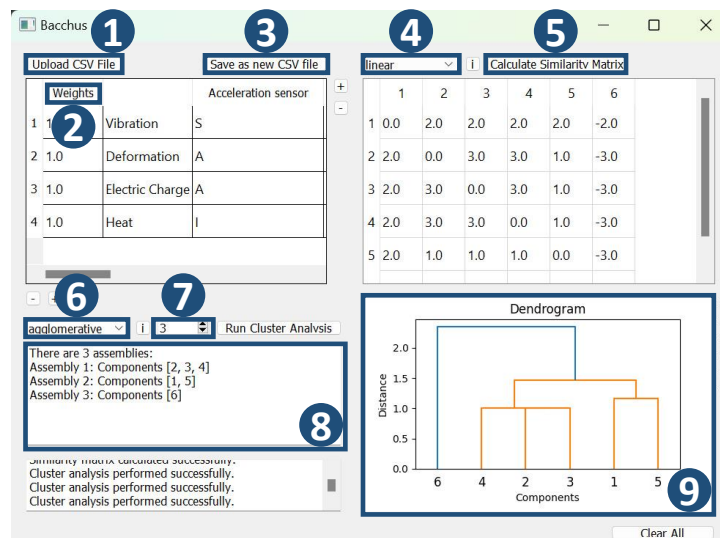 Bacchus
1
3
4
5
Upload CSV File
Save as new CSV file
linear
i
Calculate Similarity Matrix
Weights
Acceleration sensor
+
-
2
1 Vibration S
2 1.0 Deformation A
3 1.0 Electric Charge A
4 1.0 Heat I
1 2 3 4 5 6
1 0.0 2.0 2.0 2.0 2.0 -2.0
2 2.0 0.0 3.0 3.0 1.0 -3.0
3 2.0 3.0 0.0 3.0 1.0 -3.0
4 2.0 3.0 3.0 0.0 1.0 -3.0
5 2.0 1.0 1.0 1.0 0.0 -3.0
-
6
7
agglomerative
i
3
Run Cluster Analysis
There are 3 assemblies:
Assembly 1: Components [2, 3, 4]
Assembly 2: Components [1, 5]
Assembly 3: Components [6]
8
Similarity matrix calculated successfully.
Cluster analysis performed successfully.
Cluster analysis performed successfully.
Cluster analysis performed successfully.
Dendrogram
Distance
2.0
1.5
1.0
0.5
0.0
6 4 2 3 1 5
Components
9
Clear All